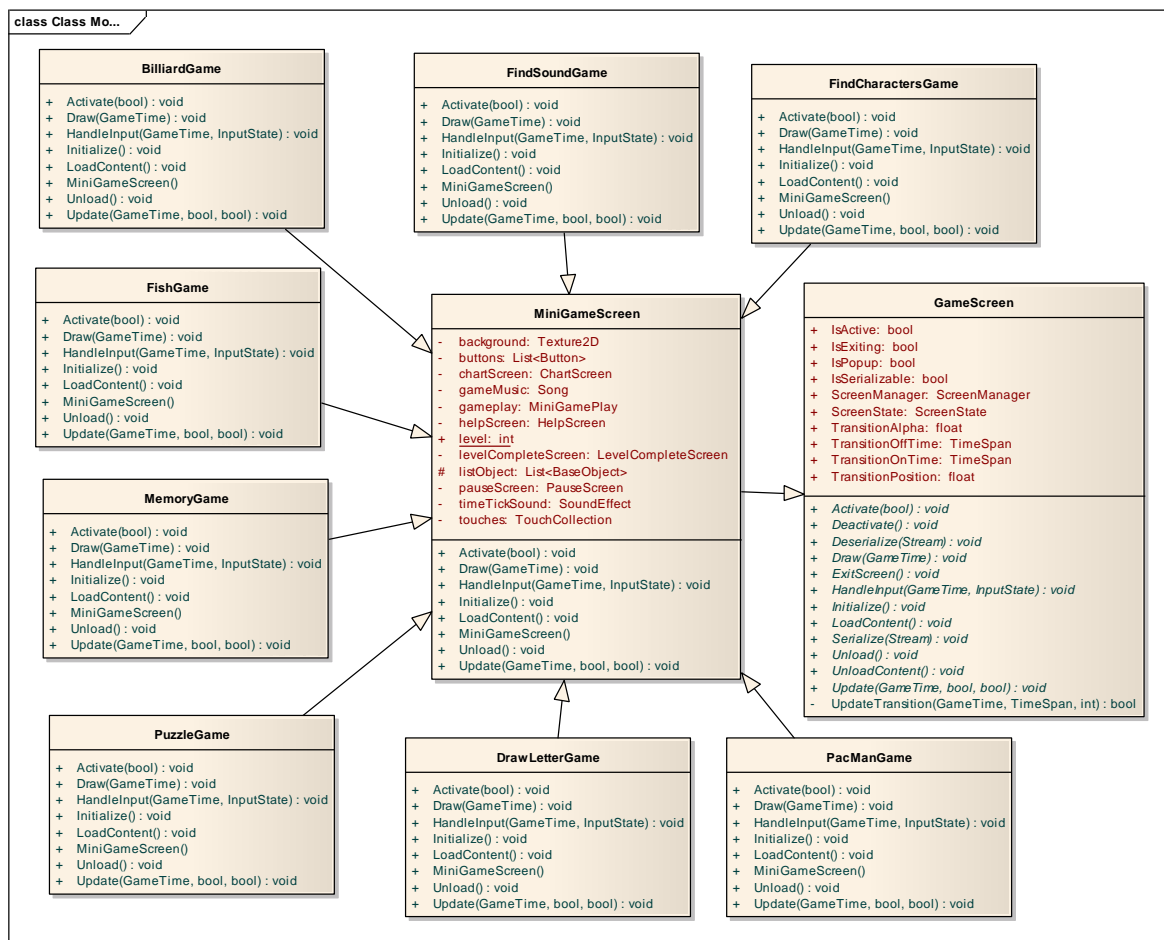 class Class Mo...
BilliardGame
+ Activate(bool) : void
+ Draw(GameTime) : void
+ HandleInput(GameTime, InputState) : void
+ Initialize() : void
+ LoadContent() : void
+ MiniGameScreen()
+ Unload() : void
+ Update(GameTime, bool, bool) : void
FindSoundGame
+ Activate(bool) : void
+ Draw(GameTime) : void
+ HandleInput(GameTime, InputState) : void
+ Initialize() : void
+ LoadContent() : void
+ MiniGameScreen()
+ Unload() : void
+ Update(GameTime, bool, bool) : void
FindCharactersGame
+ Activate(bool) : void
+ Draw(GameTime) : void
+ HandleInput(GameTime, InputState) : void
+ Initialize() : void
+ LoadContent() : void
+ MiniGameScreen()
+ Unload() : void
+ Update(GameTime, bool, bool) : void
FishGame
+ Activate(bool) : void
+ Draw(GameTime) : void
+ HandleInput(GameTime, InputState) : void
+ Initialize() : void
+ LoadContent() : void
+ MiniGameScreen()
+ Unload() : void
+ Update(GameTime, bool, bool) : void
MiniGameScreen
- background: Texture2D
- buttons: List<Button>
- chartScreen: ChartScreen
- gameMusic: Song
- gameplay: MiniGamePlay
- helpScreen: HelpScreen
+ level: int
- levelCompleteScreen: LevelCompleteScreen
# listObject: List<BaseObject>
- pauseScreen: PauseScreen
- timeTickSound: SoundEffect
- touches: TouchCollection
+ Activate(bool) : void
+ Draw(GameTime) : void
+ HandleInput(GameTime, InputState) : void
+ Initialize() : void
+ LoadContent() : void
+ MiniGameScreen()
+ Unload() : void
+ Update(GameTime, bool, bool) : void
GameScreen
+ IsActive: bool
+ IsExiting: bool
+ IsPopup: bool
+ IsSerializable: bool
+ ScreenManager: ScreenManager
+ ScreenState: ScreenState
+ TransitionAlpha: float
+ TransitionOffTime: TimeSpan
+ TransitionOnTime: TimeSpan
+ TransitionPosition: float
+ Activate(bool) : void
+ Deactivate() : void
+ Deserialize(Stream) : void
+ Draw(GameTime) : void
+ ExitScreen() : void
+ HandleInput(GameTime, InputState) : void
+ Initialize() : void
+ LoadContent() : void
+ Serialize(Stream) : void
+ Unload() : void
+ UnloadContent() : void
+ Update(GameTime, bool, bool) : void
- UpdateTransition(GameTime, TimeSpan, int) : bool
MemoryGame
+ Activate(bool) : void
+ Draw(GameTime) : void
+ HandleInput(GameTime, InputState) : void
+ Initialize() : void
+ LoadContent() : void
+ MiniGameScreen()
+ Unload() : void
+ Update(GameTime, bool, bool) : void
PuzzleGame
+ Activate(bool) : void
+ Draw(GameTime) : void
+ HandleInput(GameTime, InputState) : void
+ Initialize() : void
+ LoadContent() : void
+ MiniGameScreen()
+ Unload() : void
+ Update(GameTime, bool, bool) : void
DrawLetterGame
+ Activate(bool) : void
+ Draw(GameTime) : void
+ HandleInput(GameTime, InputState) : void
+ Initialize() : void
+ LoadContent() : void
+ MiniGameScreen()
+ Unload() : void
+ Update(GameTime, bool, bool) : void
PacManGame
+ Activate(bool) : void
+ Draw(GameTime) : void
+ HandleInput(GameTime, InputState) : void
+ Initialize() : void
+ LoadContent() : void
+ MiniGameScreen()
+ Unload() : void
+ Update(GameTime, bool, bool) : void